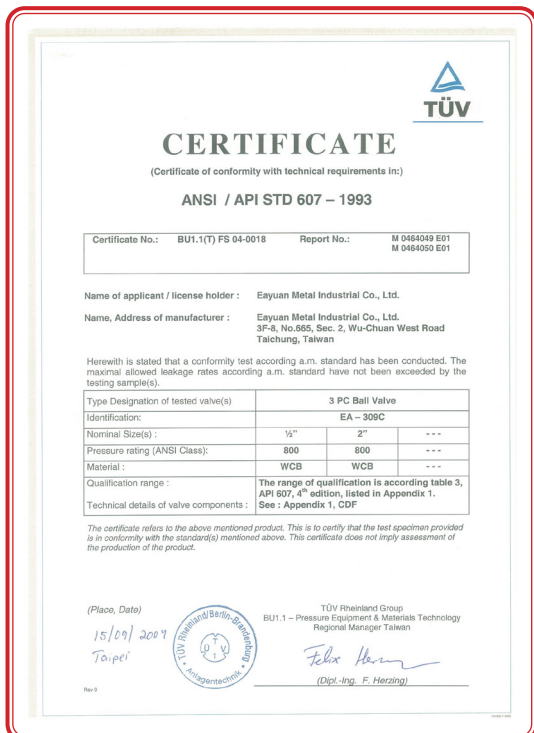 TÜV
CERTIFICATE
(Certificate of conformity with technical requirements in:)
ANSI / API STD 607 – 1993
Certificate No.: BU1.1(T) FS 04-0018 Report No.: M 0464049 E01
M 0464050 E01
Name of applicant / license holder : Eayuan Metal Industrial Co., Ltd.
Name, Address of manufacturer : Eayuan Metal Industrial Co., Ltd.
3F-8, No.665, Sec. 2, Wu-Chuan West Road
Taichung, Taiwan
Herewith is stated that a conformity test according a.m. standard has been conducted. The
maximal allowed leakage rates according a.m. standard have not been exceeded by the
testing sample(s).
Type Designation of tested valve(s) 3 PC Ball Valve
Identification: EA – 309C
Nominal Size(s) : ½" 2" - - -
Pressure rating (ANSI Class): 800 800 - - -
Material : WCB WCB - - -
Qualification range : The range of qualification is according table 3,
API 607, 4th edition, listed in Appendix 1.
Technical details of valve components : See : Appendix 1, CDF
The certificate refers to the above mentioned product. This is to certify that the test specimen provided
is in conformity with the standard(s) mentioned above. This certificate does not imply assessment of
the production of the product.
(Place, Date)
15/09/2004
Taipei
TÜV Rheinland/Berlin-Brandenburg
Anlagentechnik
TÜV Rheinland Group
BU1.1 – Pressure Equipment & Materials Technology
Regional Manager Taiwan
Felix Herzing
(Dipl.-Ing. F. Herzing)
Rev 0